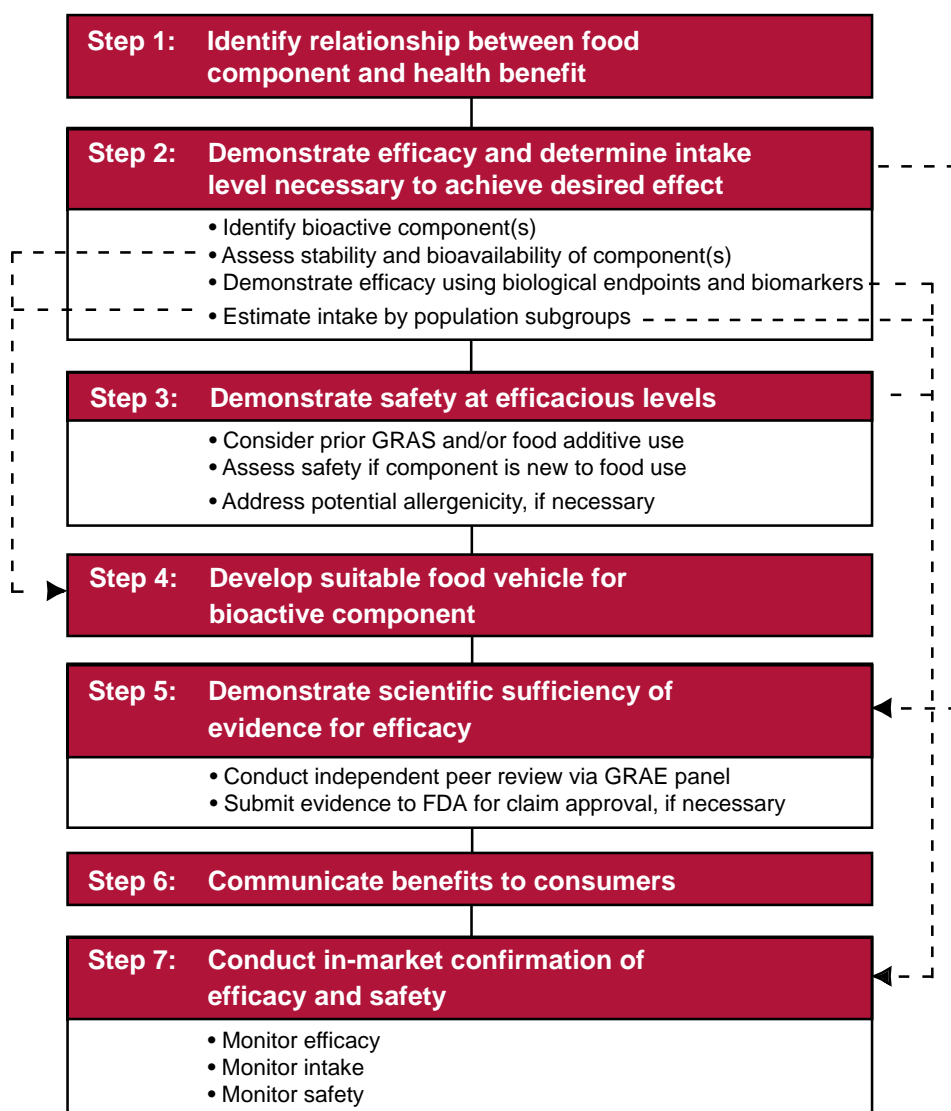 Step 1: Identify relationship between food
component and health benefit
Step 2: Demonstrate efficacy and determine intake
level necessary to achieve desired effect
• Identify bioactive component(s)
• Assess stability and bioavailability of component(s)
• Demonstrate efficacy using biological endpoints and biomarkers
• Estimate intake by population subgroups
Step 3: Demonstrate safety at efficacious levels
• Consider prior GRAS and/or food additive use
• Assess safety if component is new to food use
• Address potential allergenicity, if necessary
Step 4: Develop suitable food vehicle for
bioactive component
Step 5: Demonstrate scientific sufficiency of
evidence for efficacy
• Conduct independent peer review via GRAE panel
• Submit evidence to FDA for claim approval, if necessary
Step 6: Communicate benefits to consumers
Step 7: Conduct in-market confirmation of
efficacy and safety
• Monitor efficacy
• Monitor intake
• Monitor safety